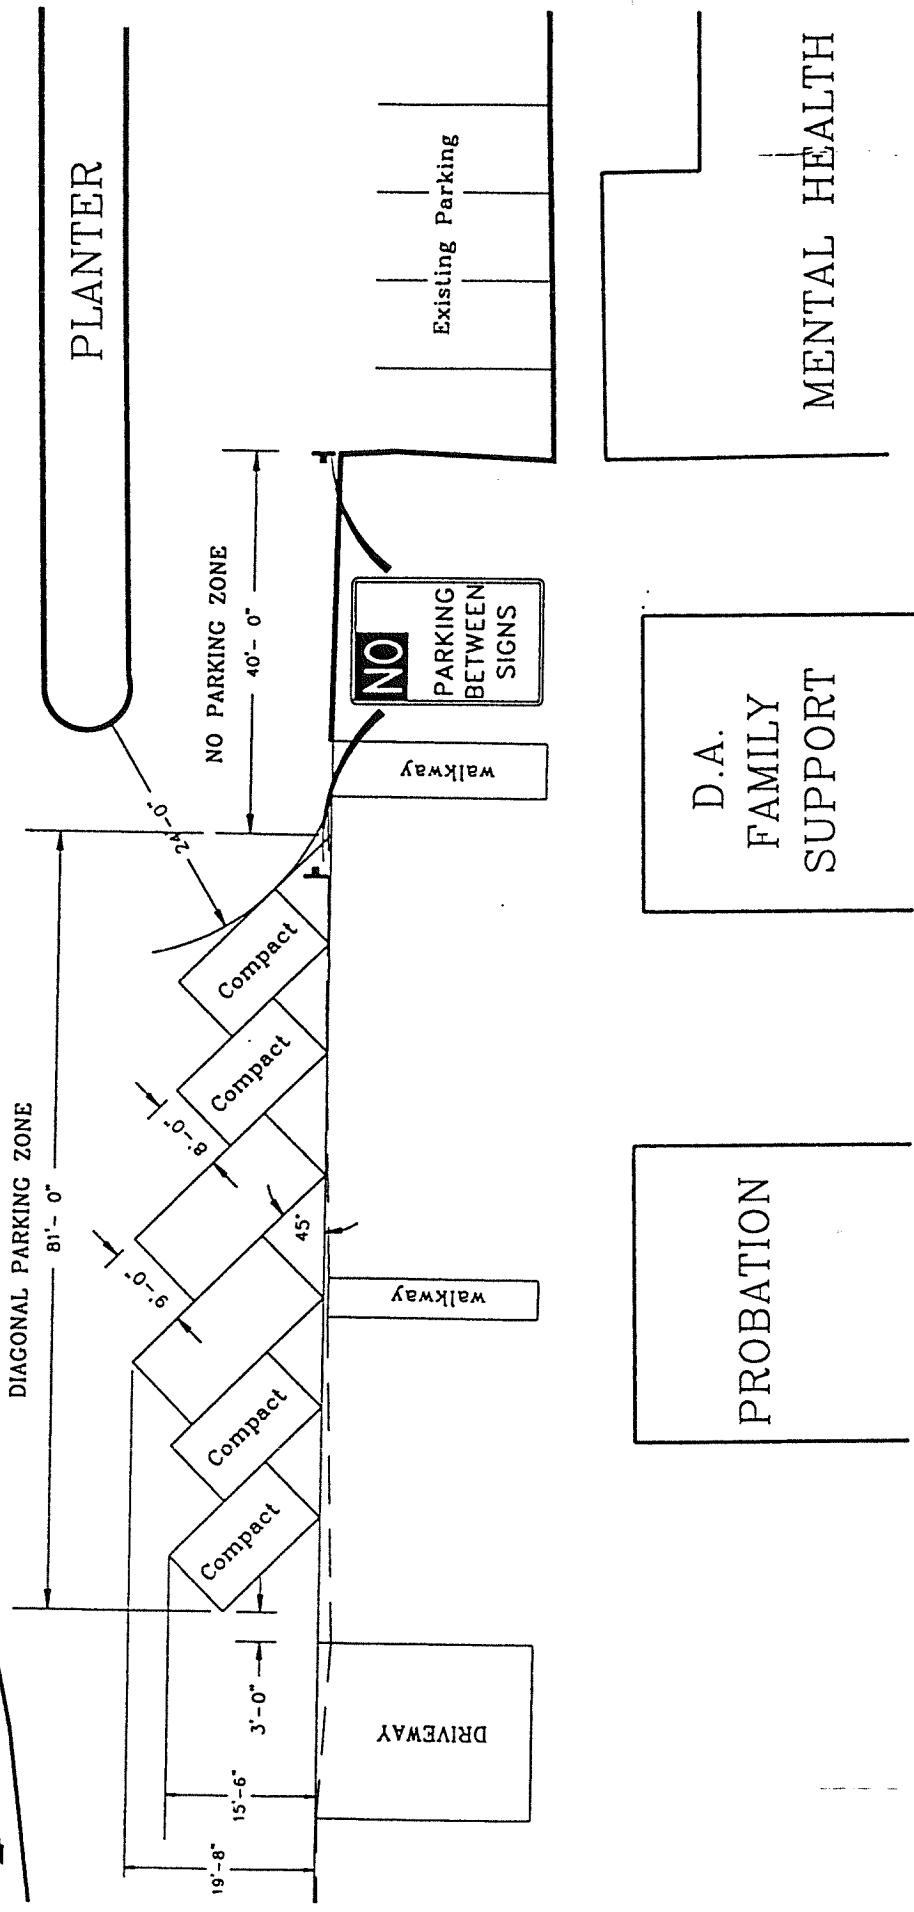 PLANTER
DIAGONAL PARKING ZONE
81'- 0"
NO PARKING ZONE
40'- 0"
24'-0"
19'-8"
15'-6"
3'-0"
Compact
Compact
9'-0"
8'-0"
45°
Compact
Compact
Existing Parking
NO
PARKING
BETWEEN
SIGNS
DRIVEWAY
walkway
walkway
PROBATION
D.A.
FAMILY
SUPPORT
MENTAL HEALTH